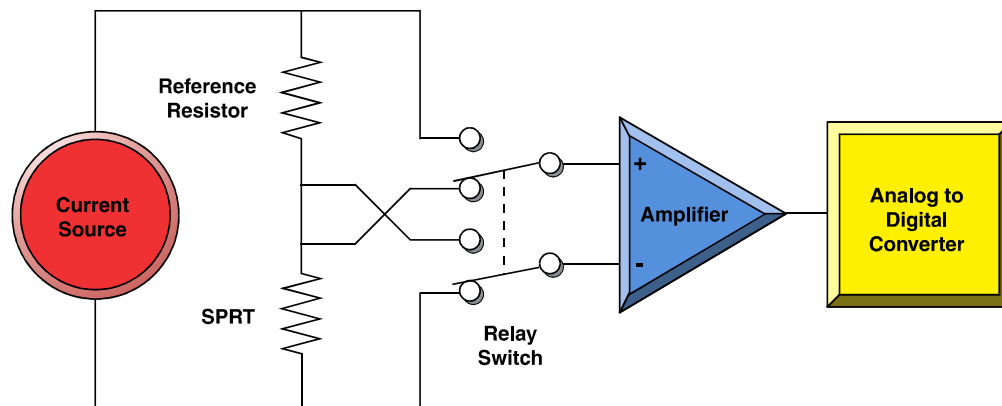 Reference
Resistor
Current
Source
SPRT
Relay
Switch
+
Amplifier
-
Analog to
Digital
Converter